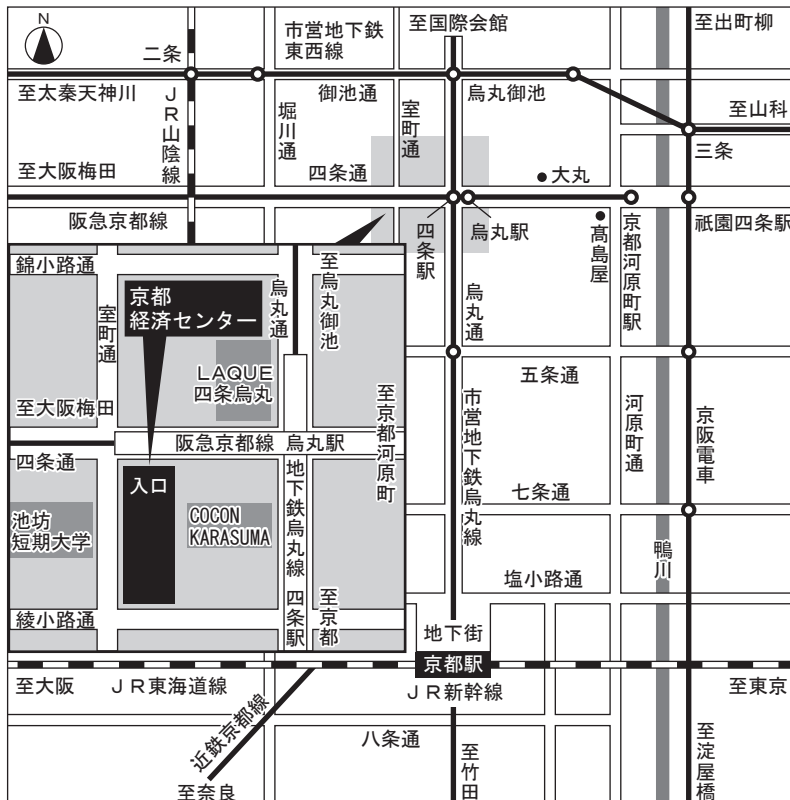 N
市営地下鉄
東西線
至国際会館
至出町柳
二条
至太秦天神川
JR山陰線
堀川通
御池通
室町通
烏丸御池
至山科
三条
至大阪梅田
四条通
大丸
阪急京都線
四条駅
烏丸駅
髙島屋
京都河原町駅
祇園四条駅
烏丸通
五条通
市営地下鉄烏丸線
河原町通
京阪電車
七条通
鴨川
塩小路通
錦小路通
室町通
京都
経済センター
烏丸通
至烏丸御池
LAQUE
四条烏丸
至大阪梅田
至京都河原町
阪急京都線 烏丸駅
四条通
入口
池坊
短期大学
COCON
KARASUMA
地下鉄烏丸線 四条駅
至京都
綾小路通
地下街
京都駅
至大阪
JR東海道線
JR新幹線
至東京
近鉄京都線
八条通
至奈良
至竹田
至淀屋橋